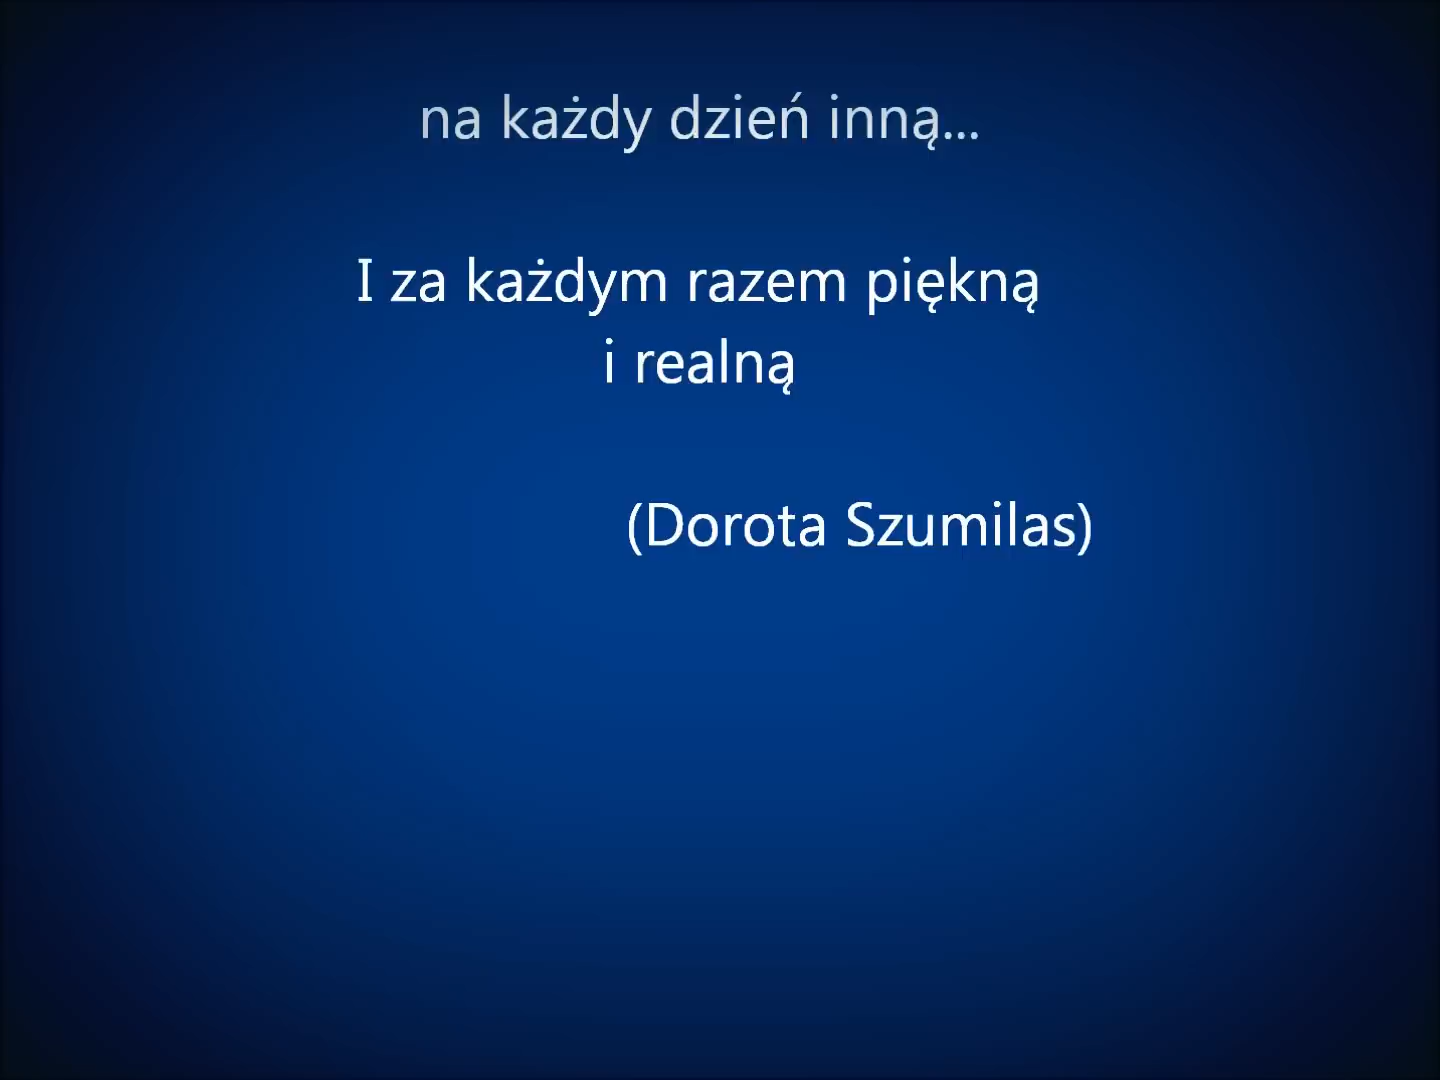 na każdy dzień inną...
I za każdym razem piękną
i realną
(Dorota Szumilas)